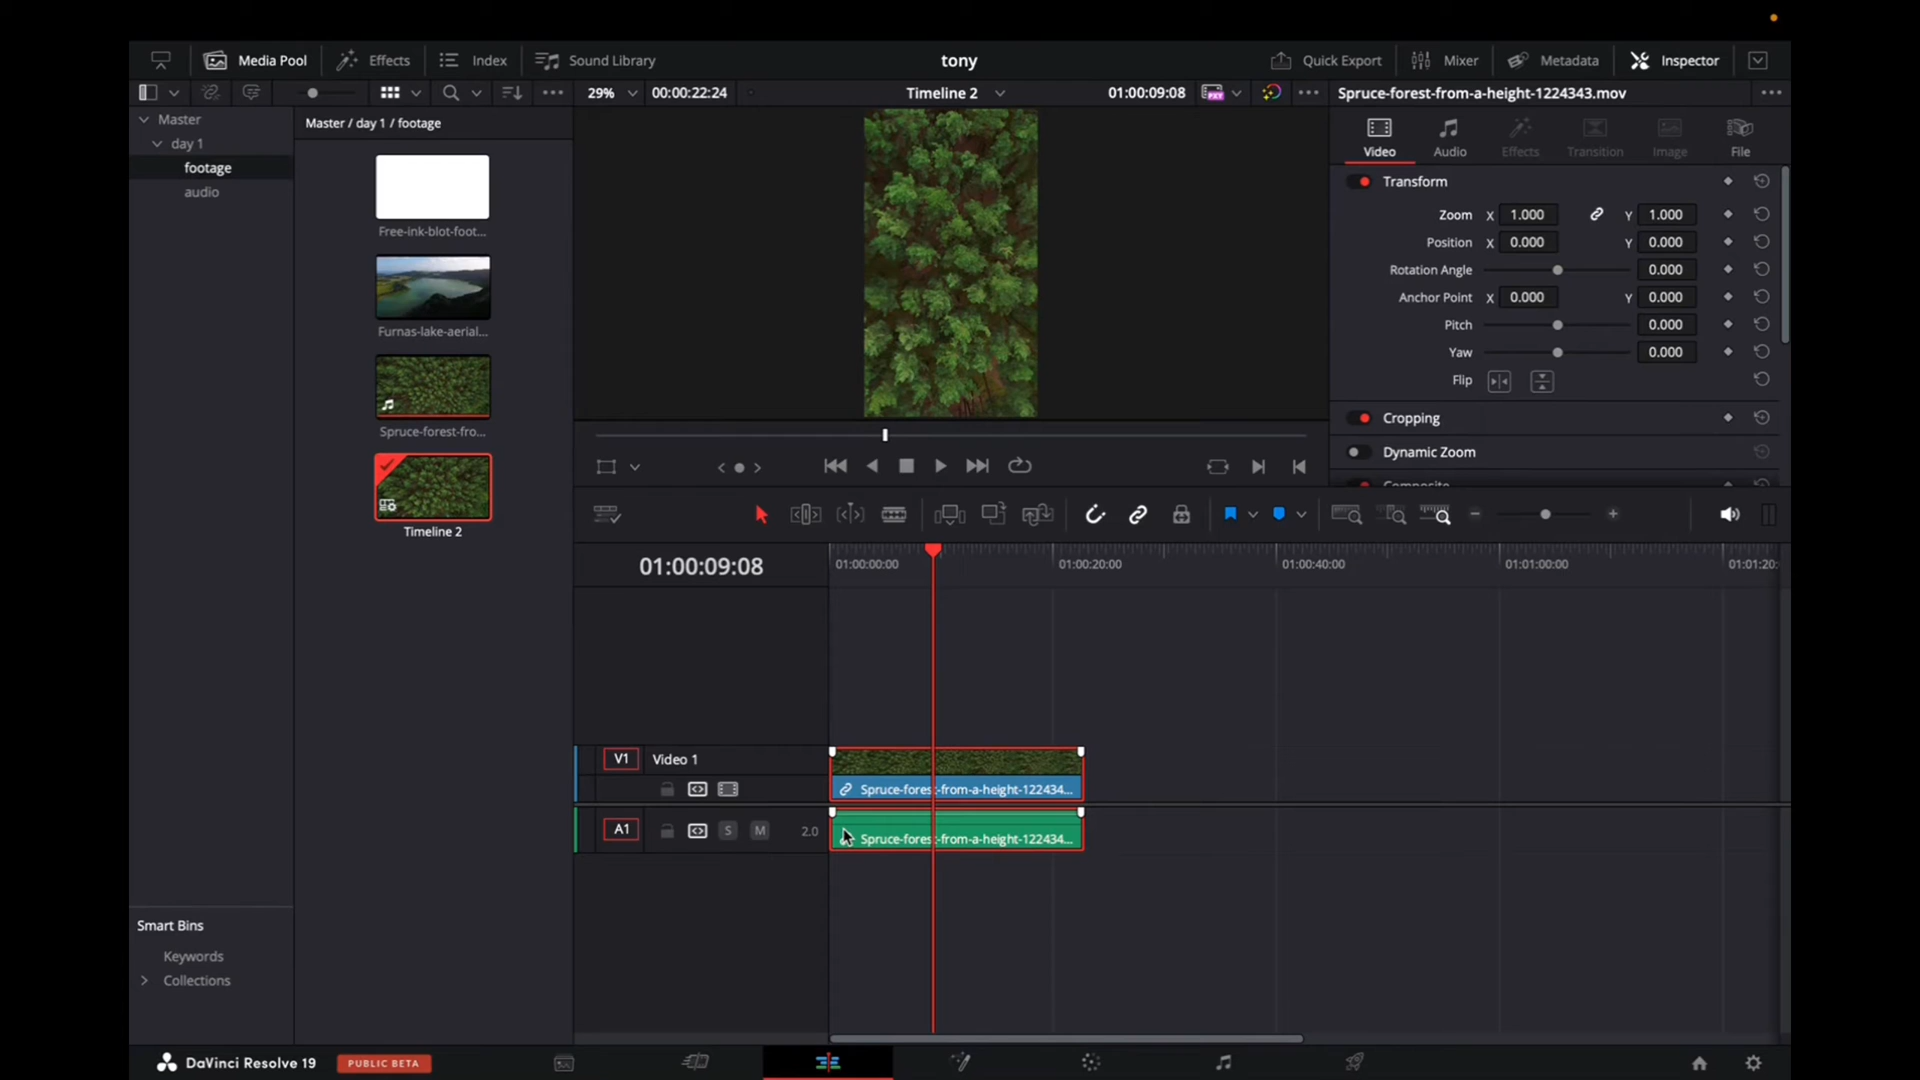 Media Pool
Effects
Index
Sound Library
tony
Quick Export
Mixer
Metadata
Inspector
29%
00:00:22:24
Timeline 2
01:00:09:08
Spruce-forest-from-a-height-1224343.mov
Master
day 1
footage
audio
Master / day 1 / footage
Free-ink-blot-foot...
Furnas-lake-aerial...
Spruce-forest-fro...
Timeline 2
Video
Audio
Effects
Transition
Image
File
Transform
Zoom X 1.000 Y 1.000
Position X 0.000 Y 0.000
Rotation Angle 0.000
Anchor Point X 0.000 Y 0.000
Pitch 0.000
Yaw 0.000
Flip
Cropping
Dynamic Zoom
Composite
01:00:09:08
01:00:00:00
01:00:20:00
01:00:40:00
01:01:00:00
01:01:20:
V1 Video 1
Spruce-forest-from-a-height-122434...
A1 S M 2.0
Spruce-forest-from-a-height-122434...
Smart Bins
Keywords
Collections
DaVinci Resolve 19
PUBLIC BETA